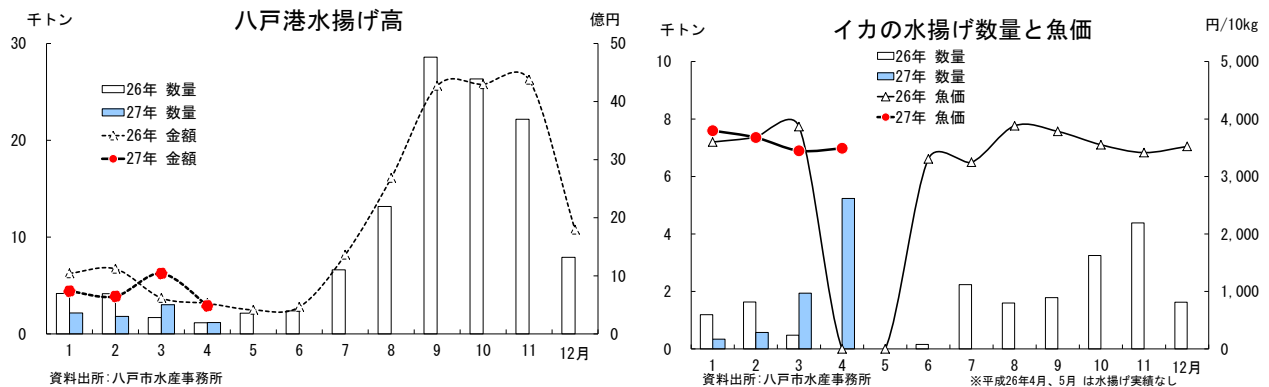 八戸港水揚げ高
千トン
億円
30
20
10
0
50
40
30
20
10
0
26年 数量
27年 数量
26年 金額
27年 金額
1 2 3 4 5 6 7 8 9 10 11 12月
資料出所:八戸市水産事務所
イカの水揚げ数量と魚価
千トン
円/10kg
10
8
6
4
2
0
5,000
4,000
3,000
2,000
1,000
0
26年 数量
27年 数量
26年 魚価
27年 魚価
1 2 3 4 5 6 7 8 9 10 11 12月
資料出所:八戸市水産事務所
※平成26年4月、5月 は水揚げ実績なし